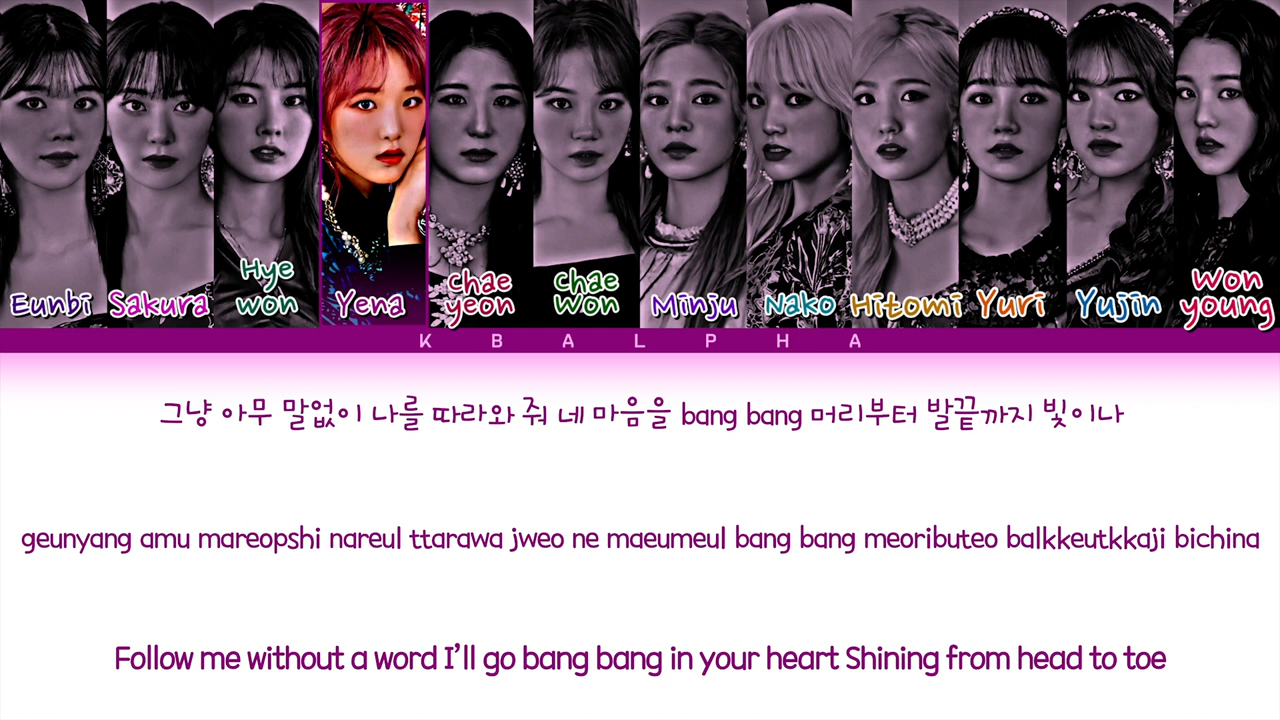 Eunbi Sakura Hye won Yena chae yeon chae won Minju Nako Hitomi Yuri Yujin Won young
K B A L P H A
그냥 아무 말없이 나를 따라와 줘 네 마음을 bang bang 머리부터 발끝까지 빛이나
geunyang amu mareopshi nareul ttarawa jweo ne maeumeul bang bang meoributeo balkkeutkkaji bichina
Follow me without a word I'll go bang bang in your heart Shining from head to toe